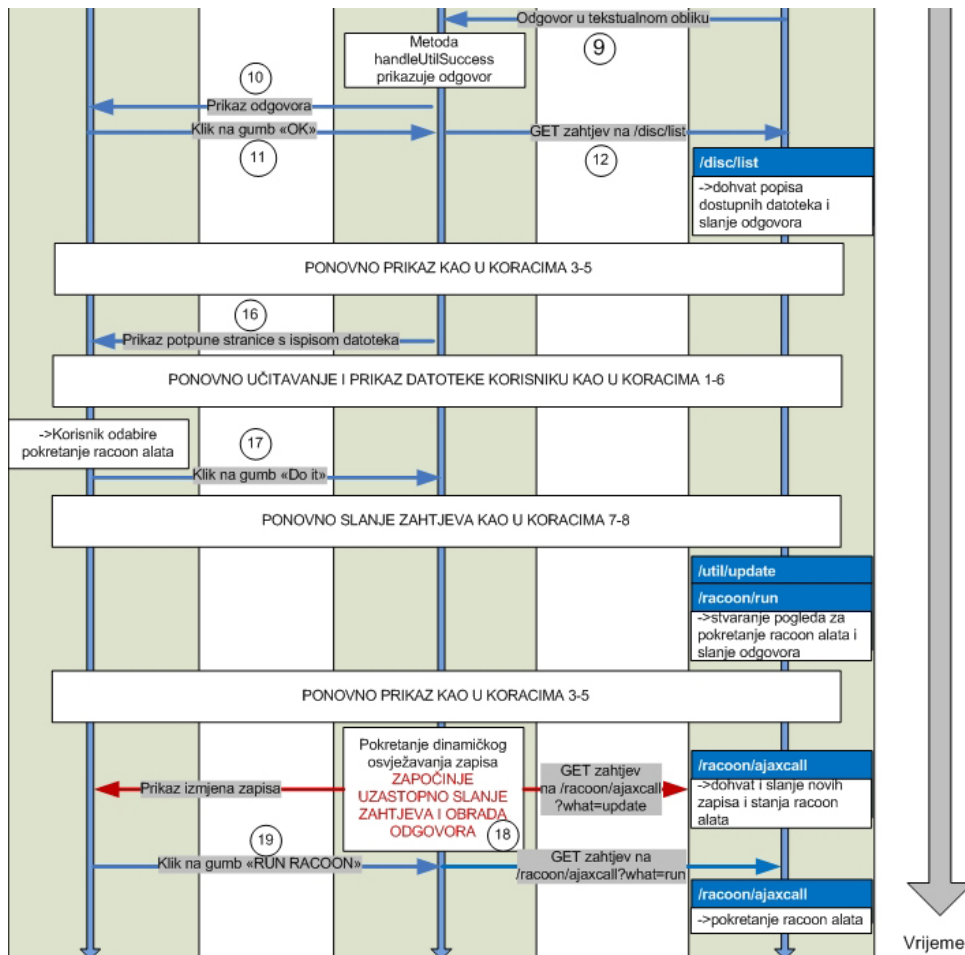 Odgovor u tekstualnom obliku
9
Metoda
handleUtilSuccess
prikazuje odgovor
10
Prikaz odgovora
Klik na gumb «OK»
11
GET zahtjev na /disc/list
12
/disc/list
->dohvat popisa
dostupnih datoteka i
slanje odgovora
PONOVNO PRIKAZ KAO U KORACIMA 3-5
16
Prikaz potpune stranice s ispisom datoteka
PONOVNO UČITAVANJE I PRIKAZ DATOTEKE KORISNIKU KAO U KORACIMA 1-6
->Korisnik odabire
pokretanje racoon alata
17
Klik na gumb «Do it»
PONOVNO SLANJE ZAHTJEVA KAO U KORACIMA 7-8
/util/update
/racoon/run
->stvaranje pogleda za
pokretanje racoon alata i
slanje odgovora
PONOVNO PRIKAZ KAO U KORACIMA 3-5
Prikaz izmjena zapisa
Pokretanje dinamičkog
osvježavanja zapisa
ZAPOČINJE
UZASTOPNO SLANJE
ZAHTJEVA I OBRADA
ODGOVORA
18
GET zahtjev
na /racoon/ajaxcall
?what=update
/racoon/ajaxcall
->dohvat i slanje novih
zapisa i stanja racoon
alata
19
Klik na gumb «RUN RACOON»
GET zahtjev na
/racoon/ajaxcall?what=run
/racoon/ajaxcall
->pokretanje racoon alata
Vrijeme